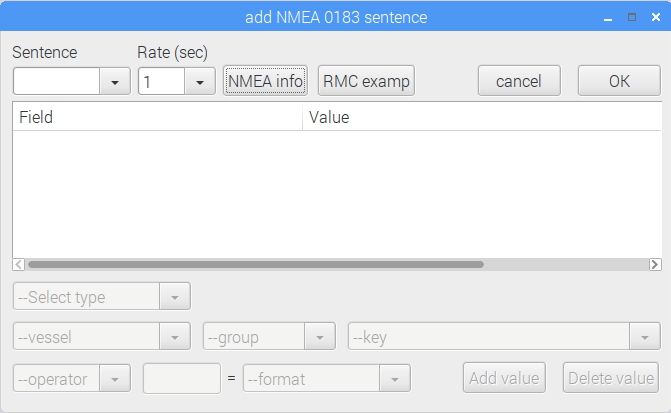 add NMEA 0183 sentence
Sentence Rate (sec)
1 NMEA info RMC examp cancel OK
Field Value
--Select type
--vessel --group --key
--operator = --format Add value Delete value